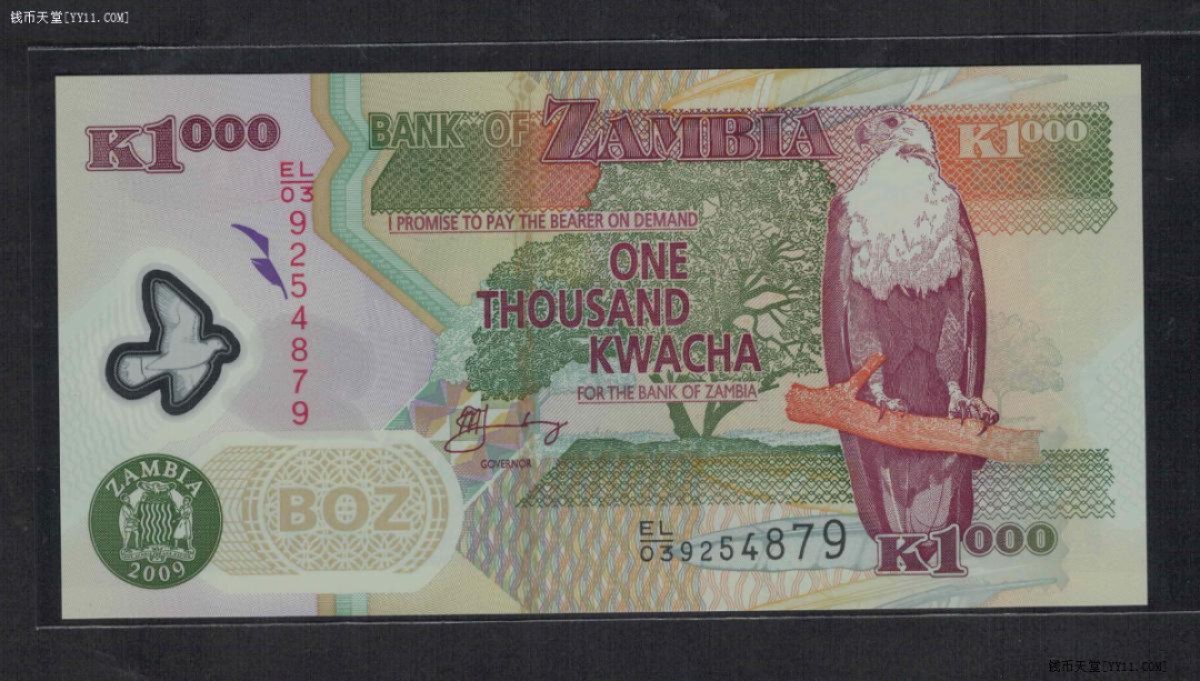 钱币天堂[YY11.COM]
K1000
BANK OF ZAMBIA
K1000
EL
03
9254879
I PROMISE TO PAY THE BEARER ON DEMAND
ONE
THOUSAND
KWACHA
FOR THE BANK OF ZAMBIA
GOVERNOR
ZAMBIA
2009
BOZ
EL
03 9254879
K1000
钱币天堂[YY11.COM]